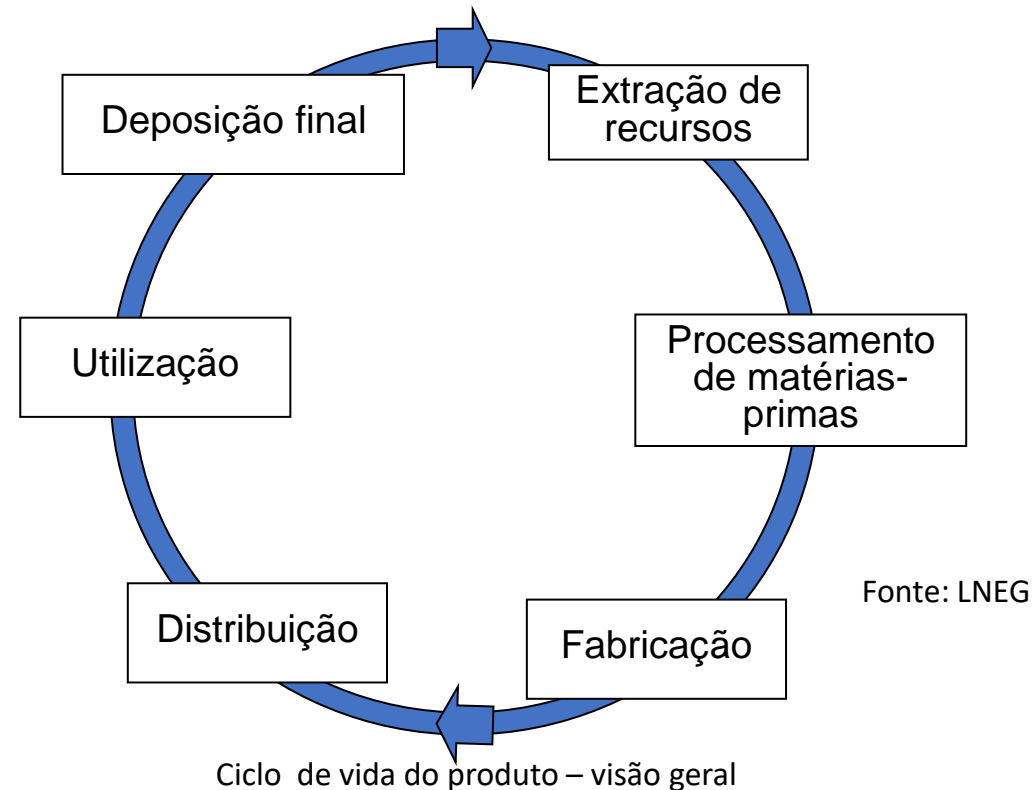 Deposição final
Extração de
recursos
Utilização
Processamento
de matérias-
primas
Fonte: LNEG
Distribuição
Fabricação
Ciclo de vida do produto – visão geral